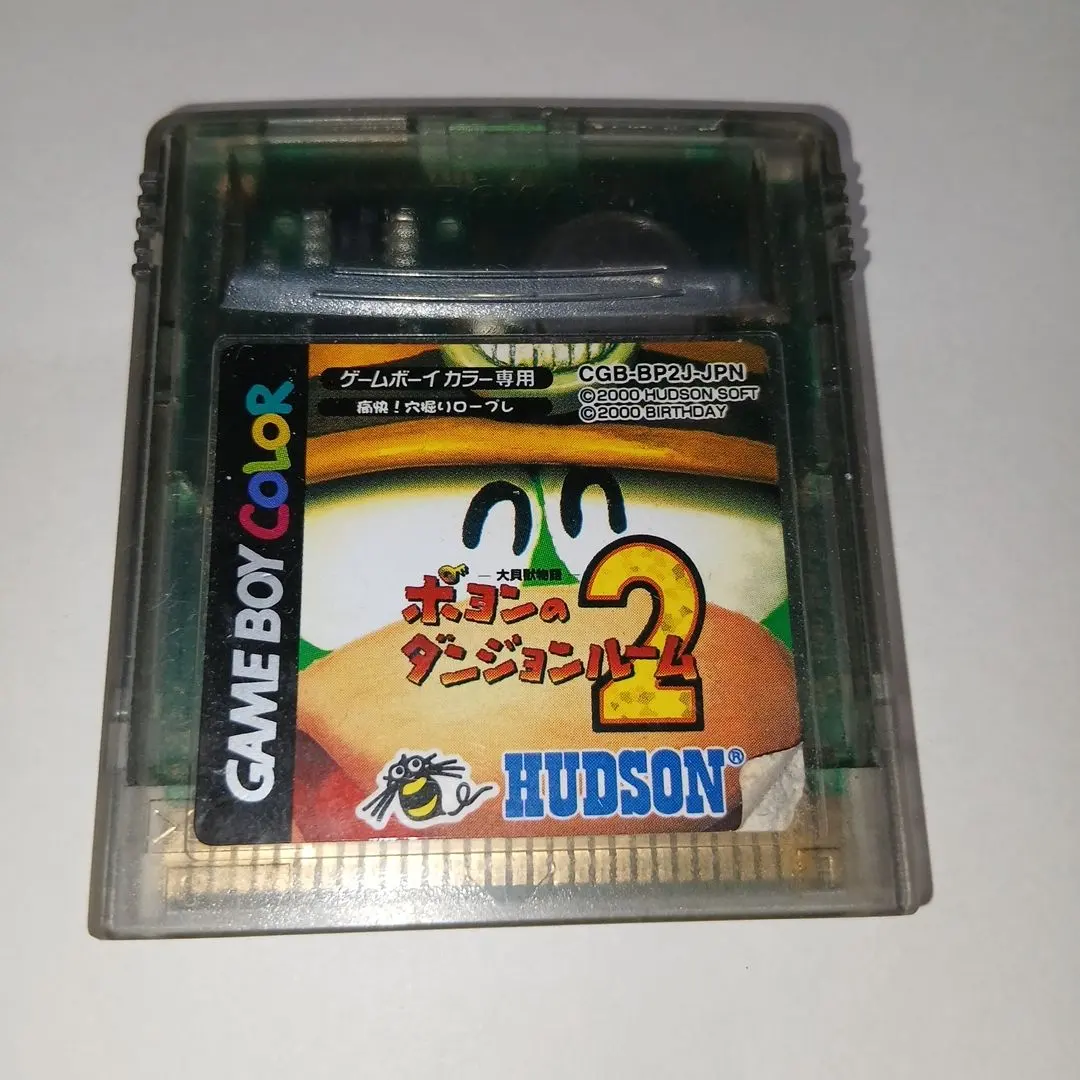 GAME BOY COLOR
ゲームボーイカラー専用
痛快！穴掘りロープレ
CGB-BP2J-JPN
©2000 HUDSON SOFT
©2000 BIRTHDAY
大貝獣物語
ポヨンの
ダンジョンルーム
2
HUDSON®